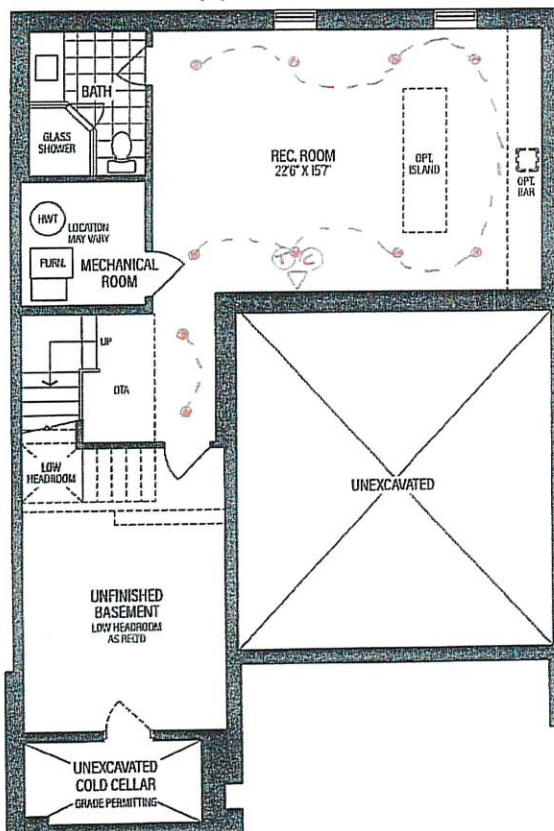 BATH
GLASS
SHOWER
REC. ROOM
22'6" X 15'7"
OPT.
ISLAND
OPT.
BAR
HWT
LOCATION
MAY VARY
FURN.
MECHANICAL
ROOM
T C
UP
OTA
LOW
HEADROOM
UNEXCAVATED
UNFINISHED
BASEMENT
LOW HEADROOM
AS REQ'D
UNEXCAVATED
COLD CELLAR
GRADE PERMITTING